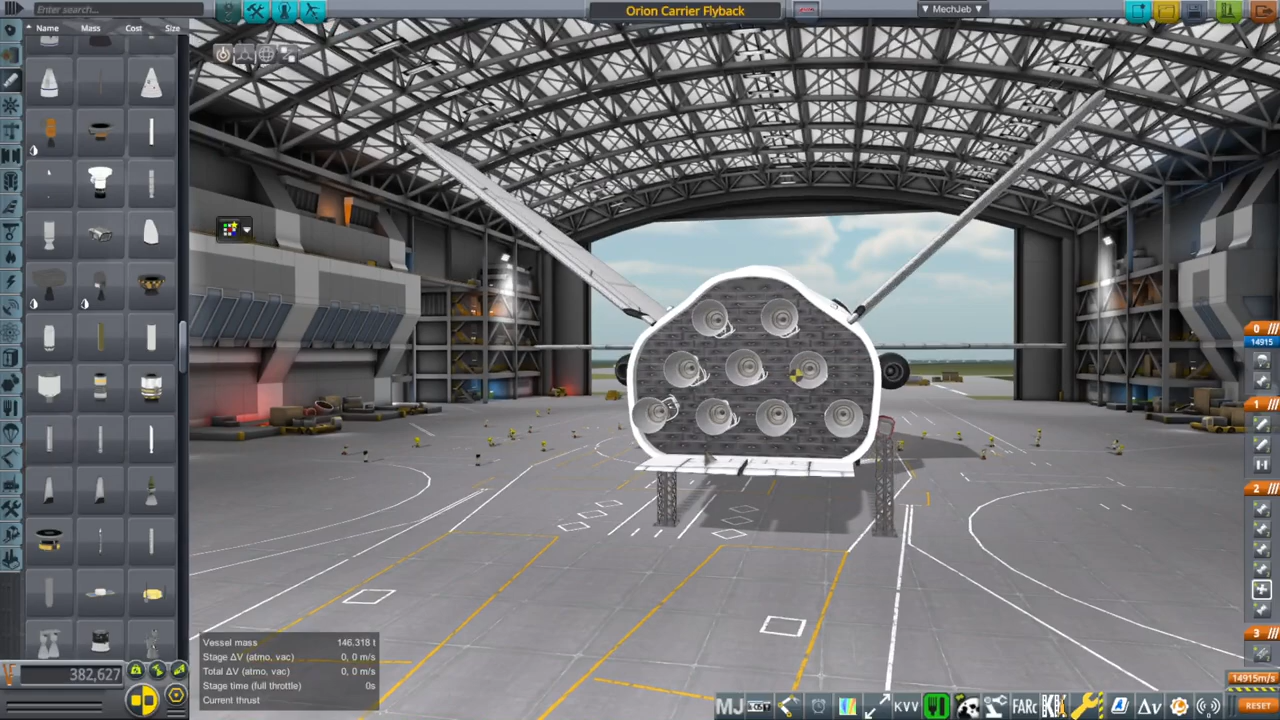 Enter search...
Orion Carrier Flyback
▼ MechJeb ▼
Name Mass Cost Size
0
14915
1
2
3
Vessel mass 146.318 t
Stage ΔV (atmo, vac) 0, 0 m/s
Total ΔV (atmo, vac) 0, 0 m/s
Stage time (full throttle) 0s
Current thrust
382,627
14915m/s
MJ KVV FARc ΔV RESET